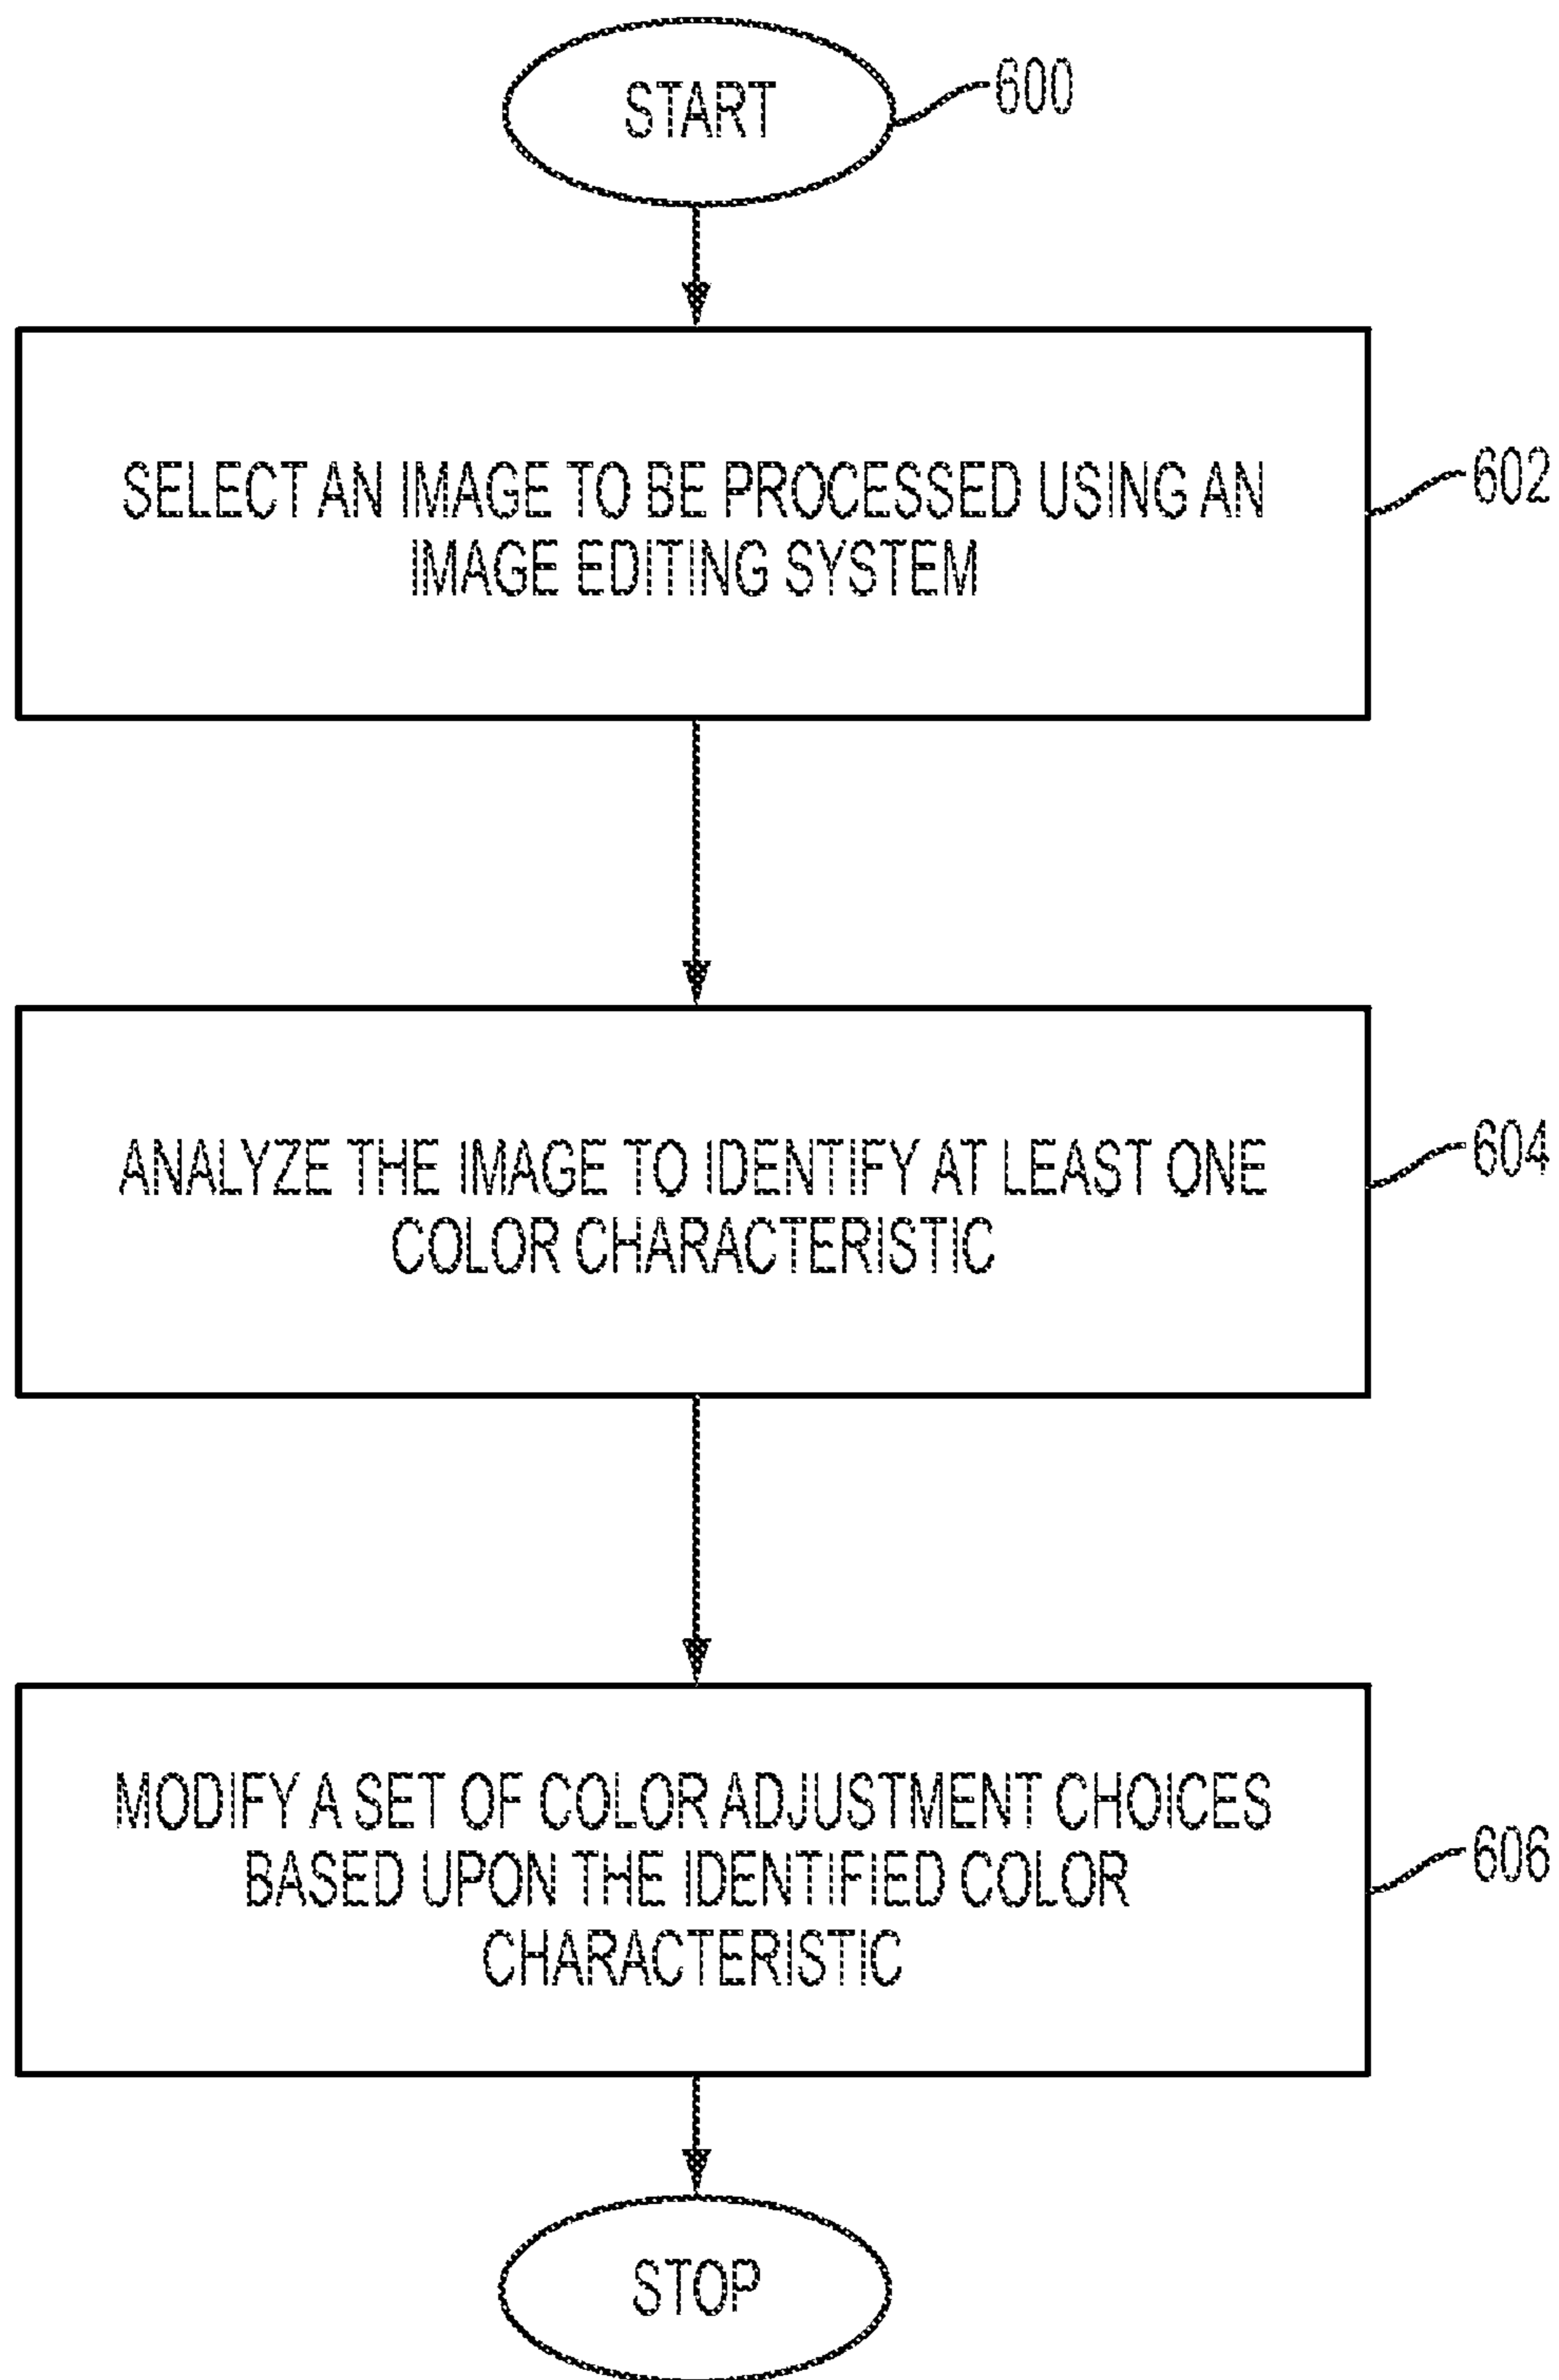 START
600
SELECT AN IMAGE TO BE PROCESSED USING AN
IMAGE EDITING SYSTEM
602
ANALYZE THE IMAGE TO IDENTIFY AT LEAST ONE
COLOR CHARACTERISTIC
604
MODIFY A SET OF COLOR ADJUSTMENT CHOICES
BASED UPON THE IDENTIFIED COLOR
CHARACTERISTIC
606
STOP